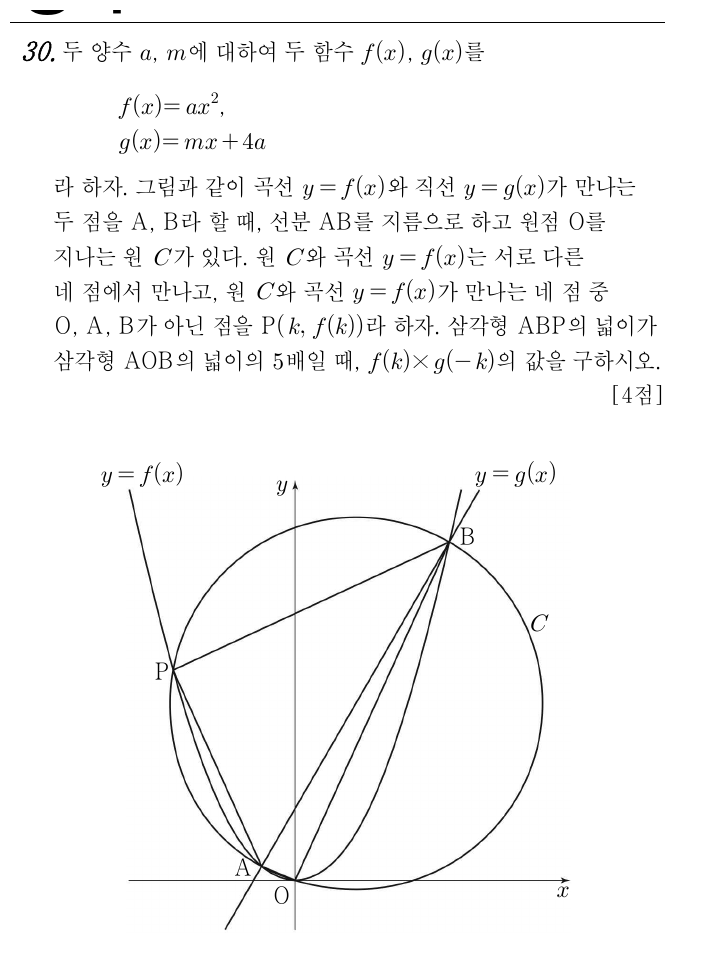 30. 두 양수 a, m에 대하여 두 함수 f(x), g(x)를
f(x)=ax²,
g(x)=mx+4a
라 하자. 그림과 같이 곡선 y=f(x)와 직선 y=g(x)가 만나는
두 점을 A, B라 할 때, 선분 AB를 지름으로 하고 원점 O를
지나는 원 C가 있다. 원 C와 곡선 y=f(x)는 서로 다른
네 점에서 만나고, 원 C와 곡선 y=f(x)가 만나는 네 점 중
O, A, B가 아닌 점을 P(k, f(k))라 하자. 삼각형 ABP의 넓이가
삼각형 AOB의 넓이의 5배일 때, f(k)×g(−k)의 값을 구하시오.
[4점]
y=f(x)
y
y=g(x)
B
C
P
A
O
x